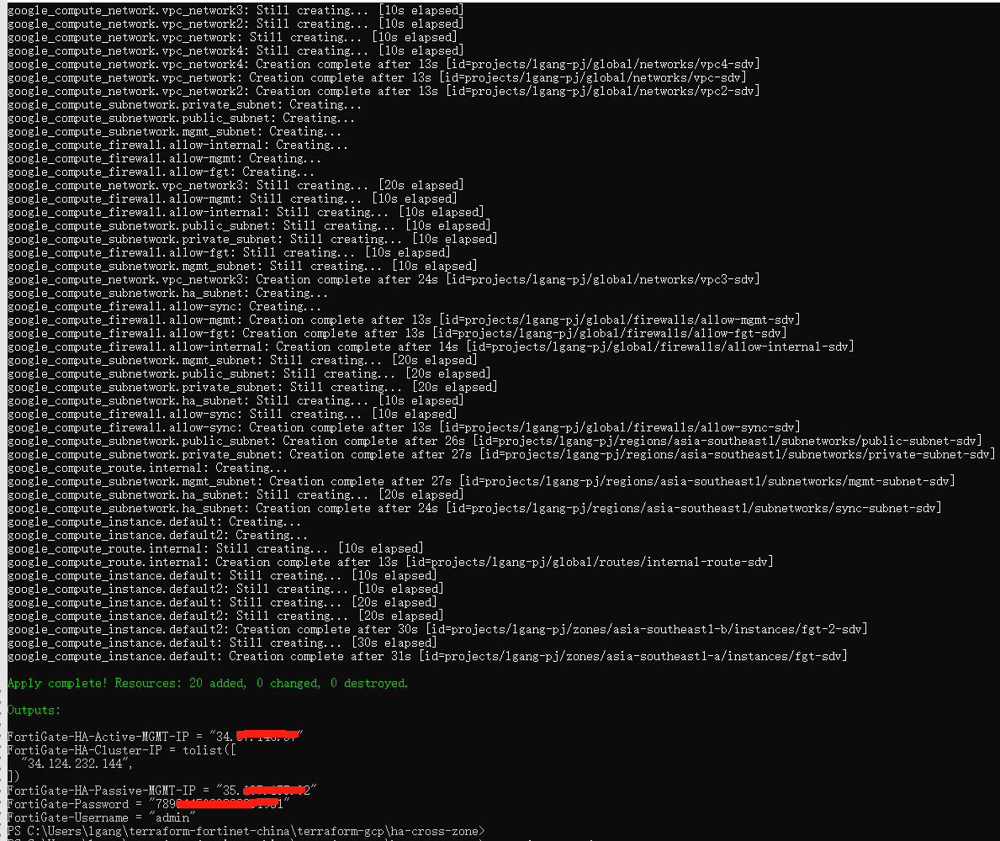 google_compute_network.vpc_network3: Still creating... [10s elapsed]
google_compute_network.vpc_network2: Still creating... [10s elapsed]
google_compute_network.vpc_network: Still creating... [10s elapsed]
google_compute_network.vpc_network4: Still creating... [10s elapsed]
google_compute_network.vpc_network4: Creation complete after 13s [id=projects/lgang-pj/global/networks/vpc4-sdv]
google_compute_network.vpc_network: Creation complete after 13s [id=projects/lgang-pj/global/networks/vpc-sdv]
google_compute_network.vpc_network2: Creation complete after 13s [id=projects/lgang-pj/global/networks/vpc2-sdv]
google_compute_subnetwork.private_subnet: Creating...
google_compute_subnetwork.public_subnet: Creating...
google_compute_subnetwork.mgmt_subnet: Creating...
google_compute_firewall.allow-internal: Creating...
google_compute_firewall.allow-mgmt: Creating...
google_compute_firewall.allow-fgt: Creating...
google_compute_network.vpc_network3: Still creating... [20s elapsed]
google_compute_firewall.allow-mgmt: Still creating... [10s elapsed]
google_compute_firewall.allow-internal: Still creating... [10s elapsed]
google_compute_subnetwork.public_subnet: Still creating... [10s elapsed]
google_compute_subnetwork.private_subnet: Still creating... [10s elapsed]
google_compute_firewall.allow-fgt: Still creating... [10s elapsed]
google_compute_subnetwork.mgmt_subnet: Still creating... [10s elapsed]
google_compute_network.vpc_network3: Creation complete after 24s [id=projects/lgang-pj/global/networks/vpc3-sdv]
google_compute_subnetwork.ha_subnet: Creating...
google_compute_firewall.allow-sync: Creating...
google_compute_firewall.allow-mgmt: Creation complete after 13s [id=projects/lgang-pj/global/firewalls/allow-mgmt-sdv]
google_compute_firewall.allow-fgt: Creation complete after 13s [id=projects/lgang-pj/global/firewalls/allow-fgt-sdv]
google_compute_firewall.allow-internal: Creation complete after 14s [id=projects/lgang-pj/global/firewalls/allow-internal-sdv]
google_compute_subnetwork.mgmt_subnet: Still creating... [20s elapsed]
google_compute_subnetwork.public_subnet: Still creating... [20s elapsed]
google_compute_subnetwork.private_subnet: Still creating... [20s elapsed]
google_compute_subnetwork.ha_subnet: Still creating... [10s elapsed]
google_compute_firewall.allow-sync: Still creating... [10s elapsed]
google_compute_firewall.allow-sync: Creation complete after 13s [id=projects/lgang-pj/global/firewalls/allow-sync-sdv]
google_compute_subnetwork.public_subnet: Creation complete after 26s [id=projects/lgang-pj/regions/asia-southeast1/subnetworks/public-subnet-sdv]
google_compute_subnetwork.private_subnet: Creation complete after 27s [id=projects/lgang-pj/regions/asia-southeast1/subnetworks/private-subnet-sdv]
google_compute_route.internal: Creating...
google_compute_subnetwork.mgmt_subnet: Creation complete after 27s [id=projects/lgang-pj/regions/asia-southeast1/subnetworks/mgmt-subnet-sdv]
google_compute_subnetwork.ha_subnet: Still creating... [20s elapsed]
google_compute_subnetwork.ha_subnet: Creation complete after 24s [id=projects/lgang-pj/regions/asia-southeast1/subnetworks/sync-subnet-sdv]
google_compute_instance.default: Creating...
google_compute_instance.default2: Creating...
google_compute_route.internal: Still creating... [10s elapsed]
google_compute_route.internal: Creation complete after 13s [id=projects/lgang-pj/global/routes/internal-route-sdv]
google_compute_instance.default: Still creating... [10s elapsed]
google_compute_instance.default2: Still creating... [10s elapsed]
google_compute_instance.default: Still creating... [20s elapsed]
google_compute_instance.default2: Still creating... [20s elapsed]
google_compute_instance.default2: Creation complete after 30s [id=projects/lgang-pj/zones/asia-southeast1-b/instances/fgt-2-sdv]
google_compute_instance.default: Still creating... [30s elapsed]
google_compute_instance.default: Creation complete after 31s [id=projects/lgang-pj/zones/asia-southeast1-a/instances/fgt-sdv]
Apply complete! Resources: 20 added, 0 changed, 0 destroyed.
Outputs:
FortiGate-HA-Active-MGMT-IP = "34.
FortiGate-HA-Cluster-IP = tolist([
"34.124.232.144",
])
FortiGate-HA-Passive-MGMT-IP = "35.
FortiGate-Password =
FortiGate-Username = "admin"
PS C:\Users\lgang\terraform-fortinet-china\terraform-gcp\ha-cross-zone>